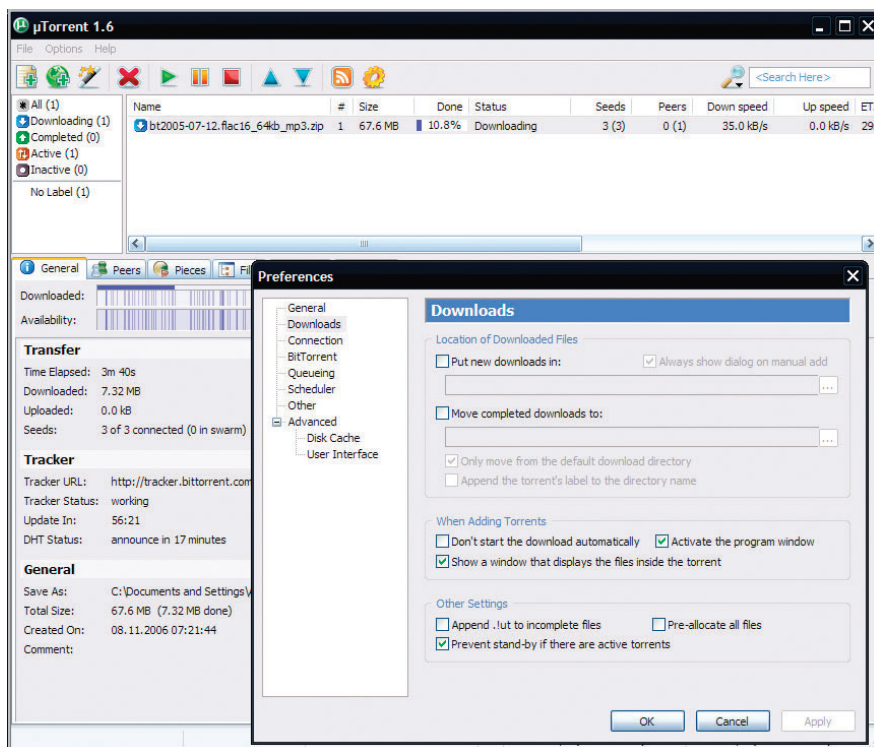 µTorrent 1.6
File Options Help
<Search Here>
All (1)
Downloading (1)
Completed (0)
Active (1)
Inactive (0)
No Label (1)
Name # Size Done Status Seeds Peers Down speed Up speed ET
bt2005-07-12.flac16_64kb_mp3.zip 1 67.6 MB 10.8% Downloading 3 (3) 0 (1) 35.0 kB/s 0.0 kB/s 29
General Peers Pieces Fil
Downloaded:
Availability:
Transfer
Time Elapsed: 3m 40s
Downloaded: 7.32 MB
Uploaded: 0.0 kB
Seeds: 3 of 3 connected (0 in swarm)
Tracker
Tracker URL: http://tracker.bittorrent.com
Tracker Status: working
Update In: 56:21
DHT Status: announce in 17 minutes
General
Save As: C:\Documents and Settings\
Total Size: 67.6 MB (7.32 MB done)
Created On: 08.11.2006 07:21:44
Comment:
Preferences
General
Downloads
Connection
BitTorrent
Queueing
Scheduler
Other
Advanced
Disk Cache
User Interface
Downloads
Location of Downloaded Files
Put new downloads in: Always show dialog on manual add
...
Move completed downloads to:
...
Only move from the default download directory
Append the torrent's label to the directory name
When Adding Torrents
Don't start the download automatically Activate the program window
Show a window that displays the files inside the torrent
Other Settings
Append .!ut to incomplete files Pre-allocate all files
Prevent stand-by if there are active torrents
OK Cancel Apply